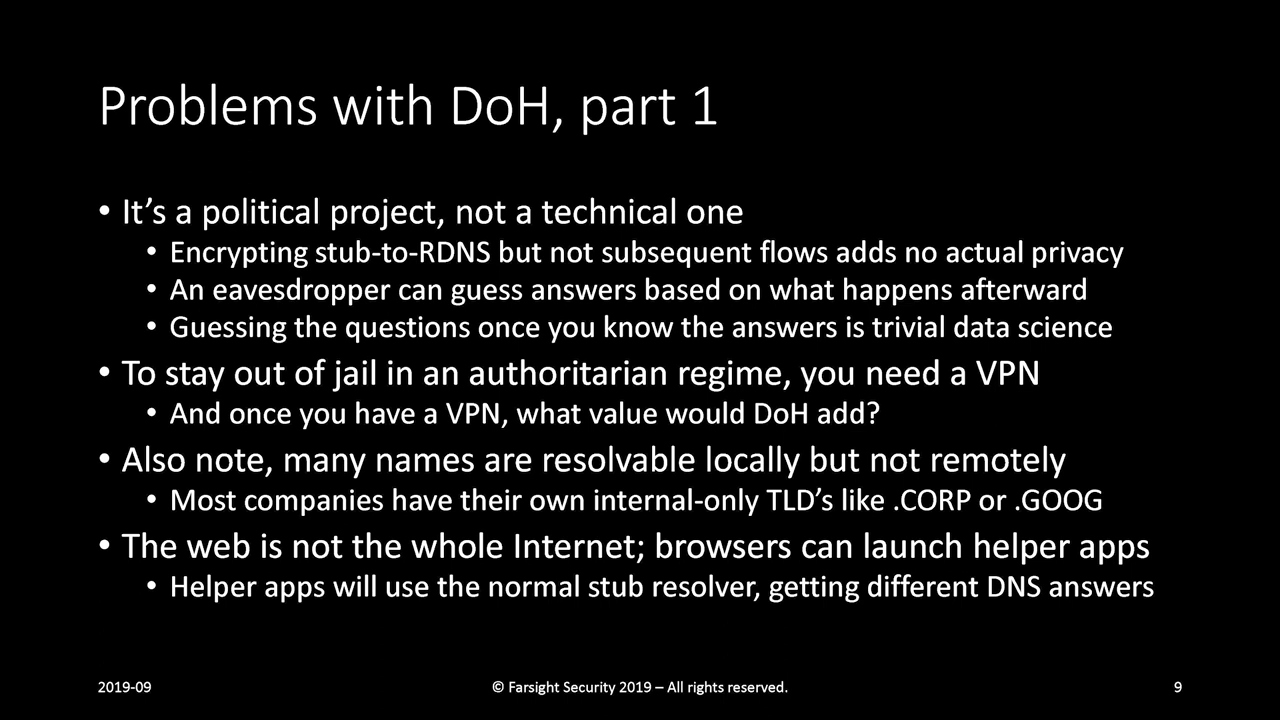 Problems with DoH, part 1
• It’s a political project, not a technical one
• Encrypting stub-to-RDNS but not subsequent flows adds no actual privacy
• An eavesdropper can guess answers based on what happens afterward
• Guessing the questions once you know the answers is trivial data science
• To stay out of jail in an authoritarian regime, you need a VPN
• And once you have a VPN, what value would DoH add?
• Also note, many names are resolvable locally but not remotely
• Most companies have their own internal-only TLD’s like .CORP or .GOOG
• The web is not the whole Internet; browsers can launch helper apps
• Helper apps will use the normal stub resolver, getting different DNS answers
2019-09
© Farsight Security 2019 – All rights reserved.
9